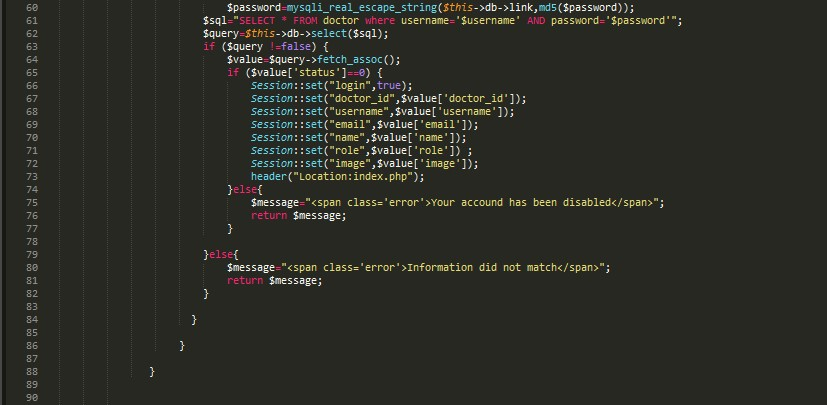 60 $password=mysqli_real_escape_string($this->db->link,md5($password));
61 $sql="SELECT * FROM doctor where username='$username' AND password='$password'";
62 $query=$this->db->select($sql);
63 if ($query !=false) {
64 $value=$query->fetch_assoc();
65 if ($value['status']==0) {
66 Session::set("login",true);
67 Session::set("doctor_id",$value['doctor_id']);
68 Session::set("username",$value['username']);
69 Session::set("email",$value['email']);
70 Session::set("name",$value['name']);
71 Session::set("role",$value['role']) ;
72 Session::set("image",$value['image']);
73 header("Location:index.php");
74 }else{
75 $message="<span class='error'>Your accound has been disabled</span>";
76 return $message;
77 }
78
79 }else{
80 $message="<span class='error'>Information did not match</span>";
81 return $message;
82 }
83
84 }
85
86 }
87
88 }
89
90